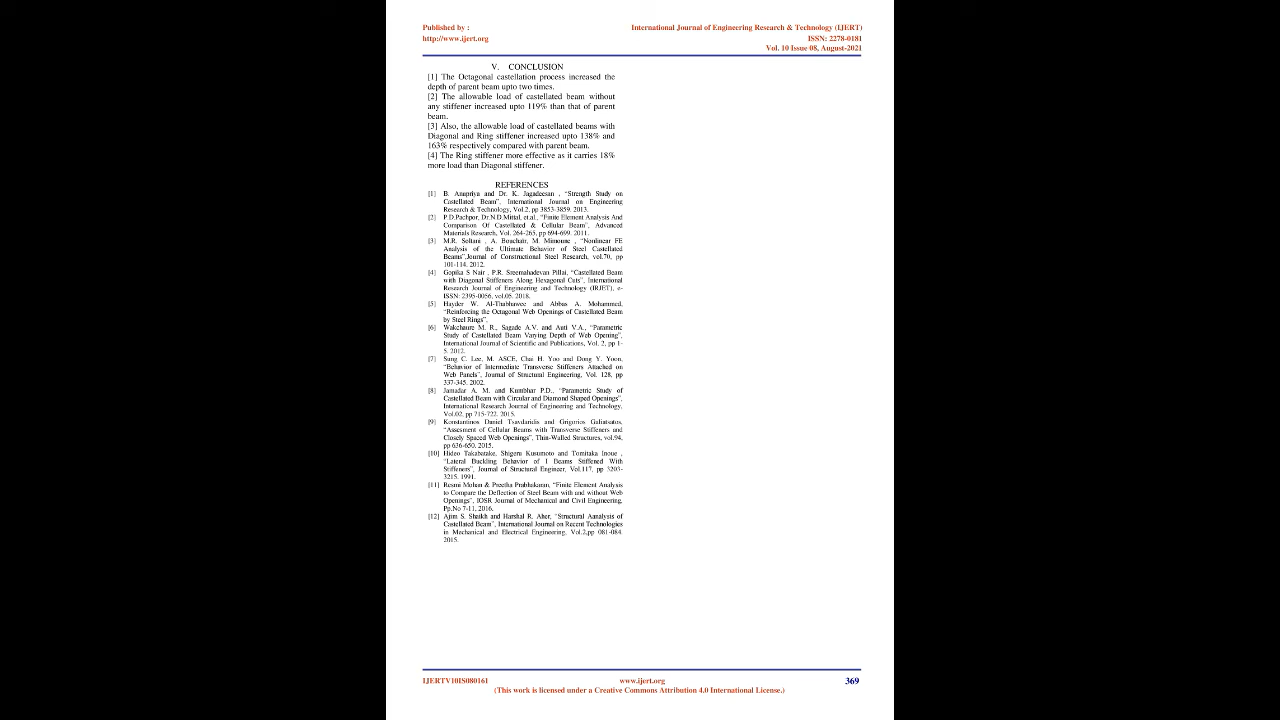 Published by :
International Journal of Engineering Research & Technology (IJERT)
http://www.ijert.org
ISSN: 2278-0181
Vol. 10 Issue 08, August-2021
V. CONCLUSION
[1] The Octagonal castellation process increased the
depth of parent beam upto two times.
[2] The allowable load of castellated beam without
any stiffener increased upto 119% than that of parent
beam.
[3] Also, the allowable load of castellated beams with
Diagonal and Ring stiffener increased upto 138% and
163% respectively compared with parent beam.
[4] The Ring stiffener more effective as it carries 18%
more load than Diagonal stiffener.
REFERENCES
[1] B. Anupriya and Dr. K. Jagadeesan , “Strength Study on
Castellated Beam”, International Journal on Engineering
Research & Technology, Vol.2, pp 3853-3859. 2013.
[2] P.D.Pachpor, Dr.N.D.Mittal, et.al., “Finite Element Analysis And
Comparison Of Castellated & Cellular Beam”, Advanced
Materials Research, Vol. 264-265, pp 694-699. 2011.
[3] M.R. Soltani , A. Bouchaïr, M. Mimoune , “Nonlinear FE
Analysis of the Ultimate Behavior of Steel Castellated
Beams”,Journal of Constructional Steel Research, vol.70, pp
101-114. 2012.
[4] Gopika S Nair , P.R. Sreemahadevan Pillai, “Castellated Beam
with Diagonal Stiffeners Along Hexagonal Cuts”, International
Research Journal of Engineering and Technology (IRJET), e-
ISSN: 2395-0056, vol.05. 2018.
[5] Hayder W. Al-Thabhawee and Abbas A. Mohammed,
“Reinforcing the Octagonal Web Openings of Castellated Beam
by Steel Rings”,
[6] Wakchaure M. R., Sagade A.V. and Auti V.A., “Parametric
Study of Castellated Beam Varying Depth of Web Opening”,
International Journal of Scientific and Publications, Vol. 2, pp 1-
5. 2012.
[7] Sung C. Lee, M. ASCE, Chai H. Yoo and Dong Y. Yoon,
“Behavior of Intermediate Transverse Stiffeners Attached on
Web Panels”, Journal of Structural Engineering, Vol. 128, pp
337-345. 2002.
[8] Jamadar A. M. and Kumbhar P.D., “Parametric Study of
Castellated Beam with Circular and Diamond Shaped Openings”,
International Research Journal of Engineering and Technology,
Vol.02, pp 715-722. 2015.
[9] Konstantinos Daniel Tsavdaridis and Grigorios Galiatsatos,
“Assesment of Cellular Beams with Transverse Stiffeners and
Closely Spaced Web Openings”, Thin-Walled Structures, vol.94,
pp 636-650. 2015.
[10] Hideo Takabatake, Shigeru Kusumoto and Tomitaka Inoue ,
“Lateral Buckling Behavior of I Beams Stiffened With
Stiffeners”, Journal of Structural Engineer, Vol.117, pp 3203-
3215. 1991.
[11] Resmi Mohan & Preetha Prabhakaran, “Finite Element Analysis
to Compare the Deflection of Steel Beam with and without Web
Openings”, IOSR Journal of Mechanical and Civil Engineering,
Pp.No 7-11, 2016.
[12] Ajim S. Shaikh and Harshal R. Aher, “Structural Aanalysis of
Castellated Beam”, International Journal on Recent Technologies
in Mechanical and Electrical Engineering, Vol.2,pp 081-084.
2015.
IJERTV10IS080161
www.ijert.org
369
(This work is licensed under a Creative Commons Attribution 4.0 International License.)